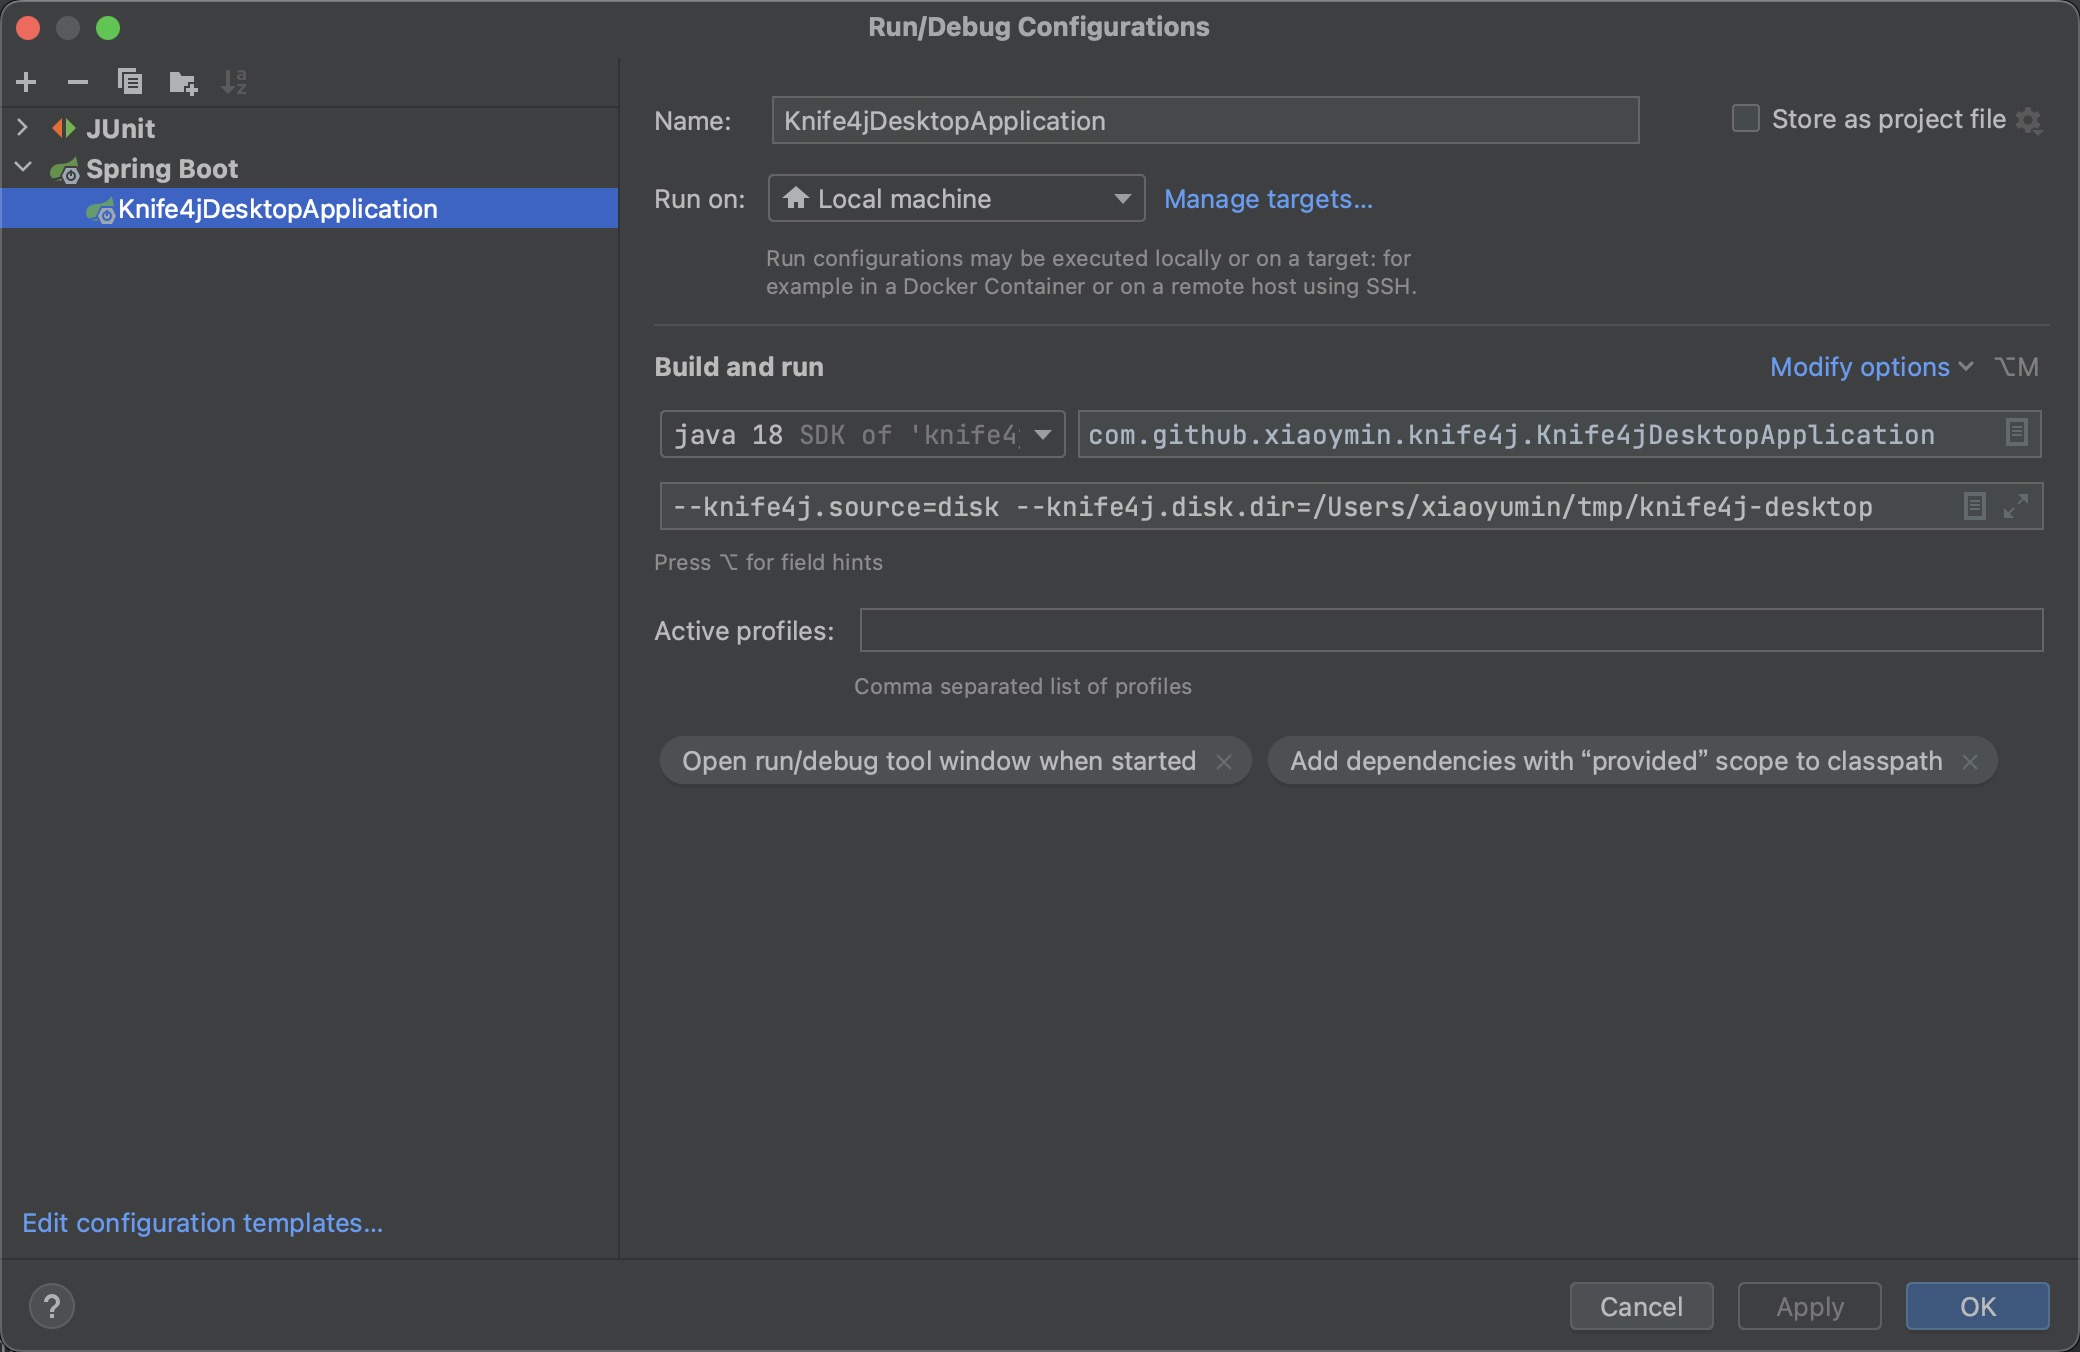 Run/Debug Configurations
JUnit
Spring Boot
Knife4jDesktopApplication
Edit configuration templates...
Name:
Knife4jDesktopApplication
Store as project file
Run on:
Local machine
Manage targets...
Run configurations may be executed locally or on a target: for
example in a Docker Container or on a remote host using SSH.
Build and run
Modify options
⌥M
java 18 SDK of 'knife4j
com.github.xiaoymin.knife4j.Knife4jDesktopApplication
--knife4j.source=disk --knife4j.disk.dir=/Users/xiaoyumin/tmp/knife4j-desktop
Press ⌥ for field hints
Active profiles:
Comma separated list of profiles
Open run/debug tool window when started
Add dependencies with “provided” scope to classpath
?
Cancel
Apply
OK